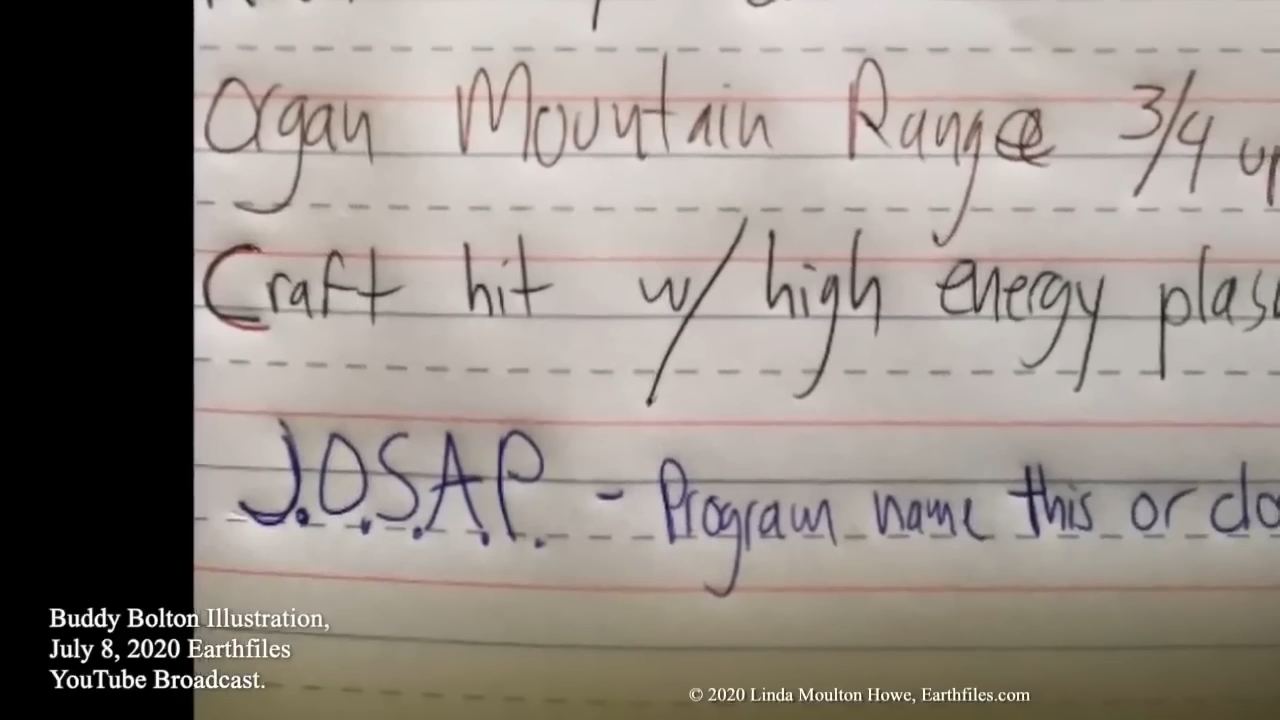 Organ Mountain Range 3/4 up
Craft hit w/ high energy
J.O.S.A.P. - Program name this or
Buddy Bolton Illustration,
July 8, 2020 Earthfiles
YouTube Broadcast.
© 2020 Linda Moulton Howe, Earthfiles.com